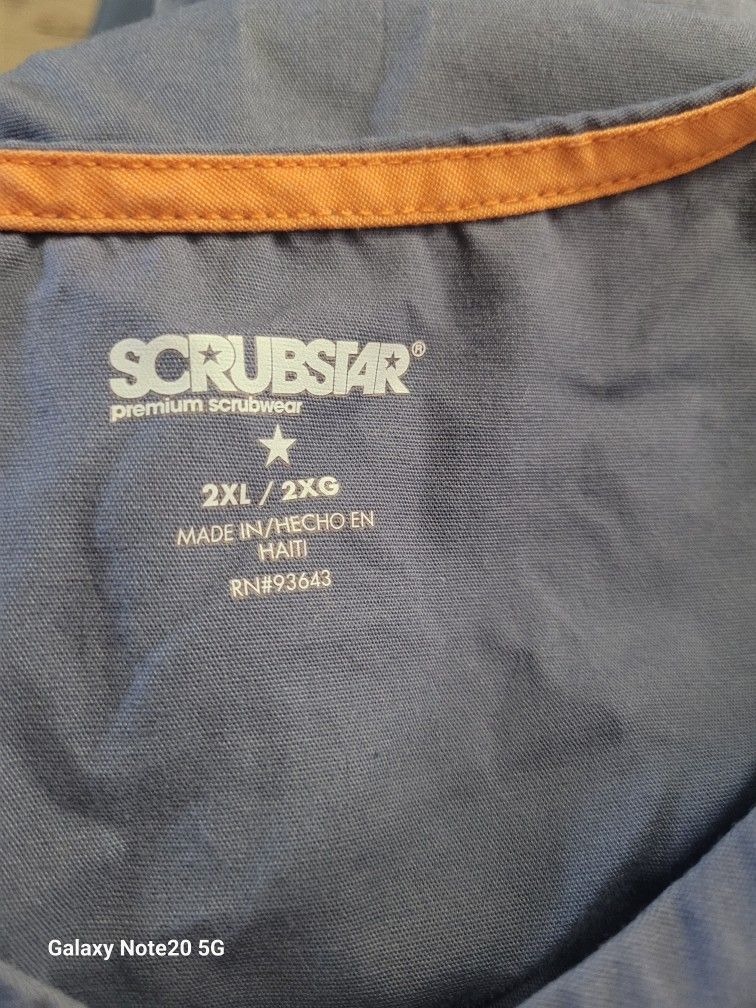 SCRUBSTAR®
premium scrubwear
2XL / 2XG
MADE IN/HECHO EN
HAITI
RN#93643
Galaxy Note20 5G